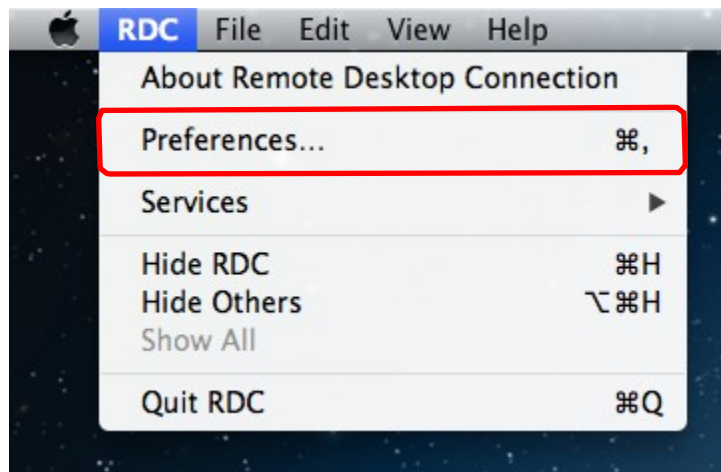 RDC File Edit View Help
About Remote Desktop Connection
Preferences... ⌘,
Services ▶
Hide RDC ⌘H
Hide Others ⌥⌘H
Show All
Quit RDC ⌘Q